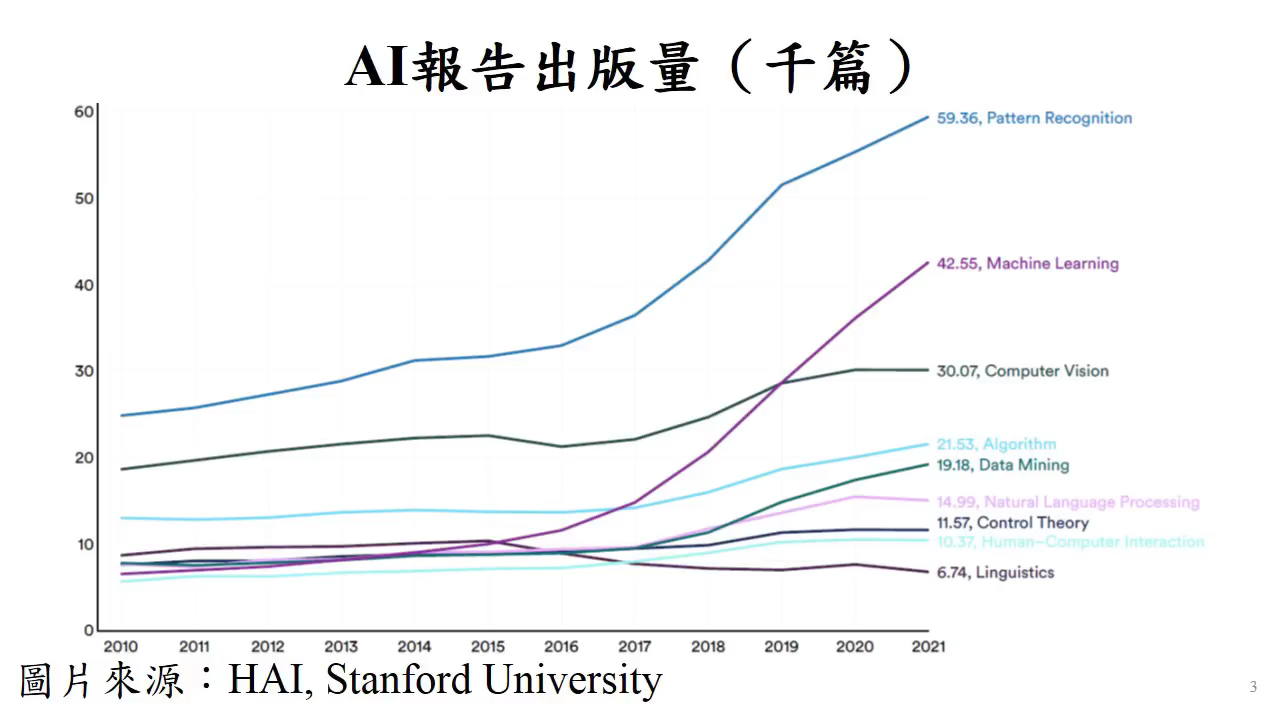 AI報告出版量（千篇）
60
50
40
30
20
10
0
59.36, Pattern Recognition
42.55, Machine Learning
30.07, Computer Vision
21.53, Algorithm
19.18, Data Mining
14.99, Natural Language Processing
11.57, Control Theory
10.37, Human–Computer Interaction
6.74, Linguistics
2010 2011 2012 2013 2014 2015 2016 2017 2018 2019 2020 2021
圖片來源：HAI, Stanford University
3